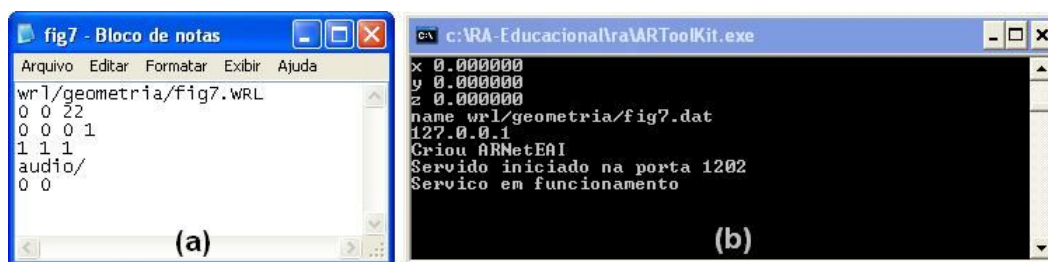 fig7 - Bloco de notas
Arquivo Editar Formatar Exibir Ajuda
wrl/geometria/fig7.WRL
0 0 22
0 0 0 1
1 1 1
audio/
0 0
(a)
c:\RA-Educacional\ra\ARToolKit.exe
x 0.000000
y 0.000000
z 0.000000
name wrl/geometria/fig7.dat
127.0.0.1
Criou ARNetEAI
Servido iniciado na porta 1202
Servico em funcionamento
(b)